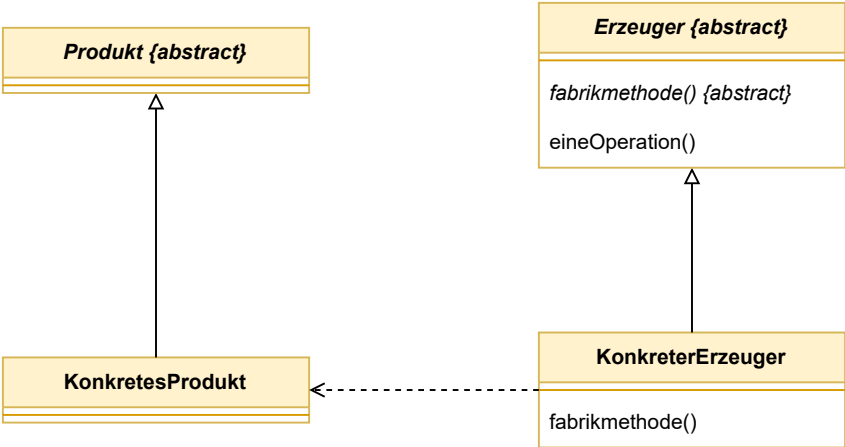 Produkt {abstract}
Erzeuger {abstract}
fabrikmethode() {abstract}
eineOperation()
KonkretesProdukt
KonkreterErzeuger
fabrikmethode()